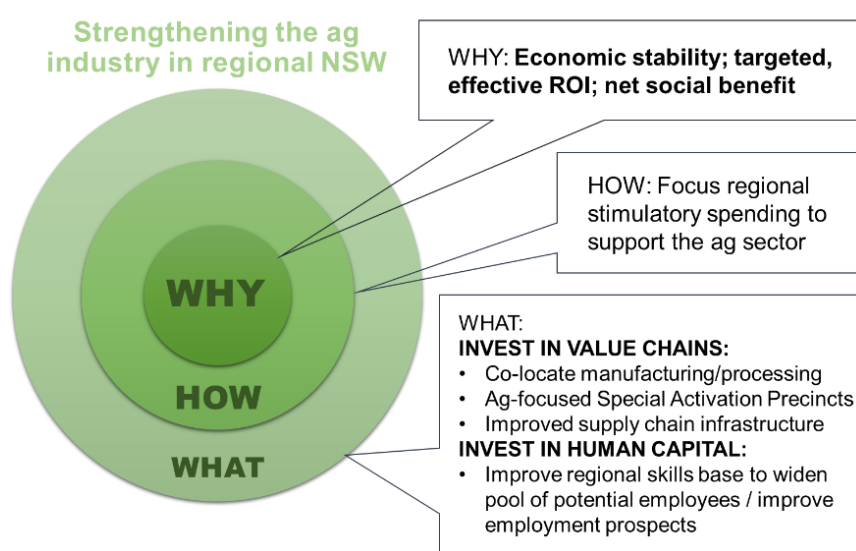 Strengthening the ag
industry in regional NSW
WHY: Economic stability; targeted,
effective ROI; net social benefit
HOW: Focus regional
stimulatory spending to
support the ag sector
WHY
HOW
WHAT
WHAT:
INVEST IN VALUE CHAINS:
• Co-locate manufacturing/processing
• Ag-focused Special Activation Precincts
• Improved supply chain infrastructure
INVEST IN HUMAN CAPITAL:
• Improve regional skills base to widen
pool of potential employees / improve
employment prospects